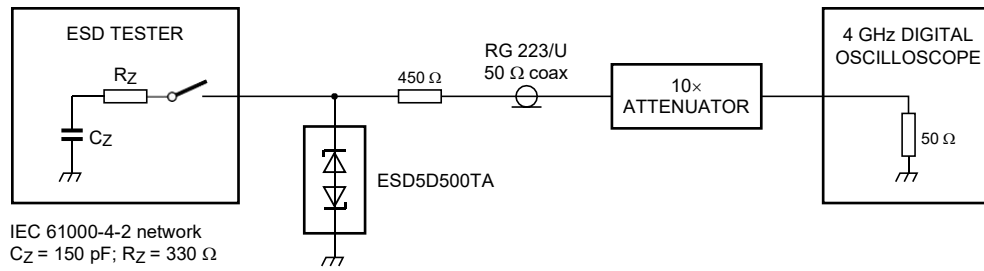 ESD TESTER
RZ
CZ
IEC 61000-4-2 network
CZ = 150 pF; RZ = 330 Ω
450 Ω
RG 223/U
50 Ω coax
ESD5D500TA
10×
ATTENUATOR
4 GHz DIGITAL
OSCILLOSCOPE
50 Ω